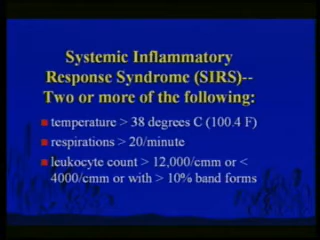 Systemic Inflammatory
Response Syndrome (SIRS)--
Two or more of the following:
temperature > 38 degrees C (100.4 F)
respirations > 20/minute
leukocyte count > 12,000/cmm or <
4000/cmm or with > 10% band forms